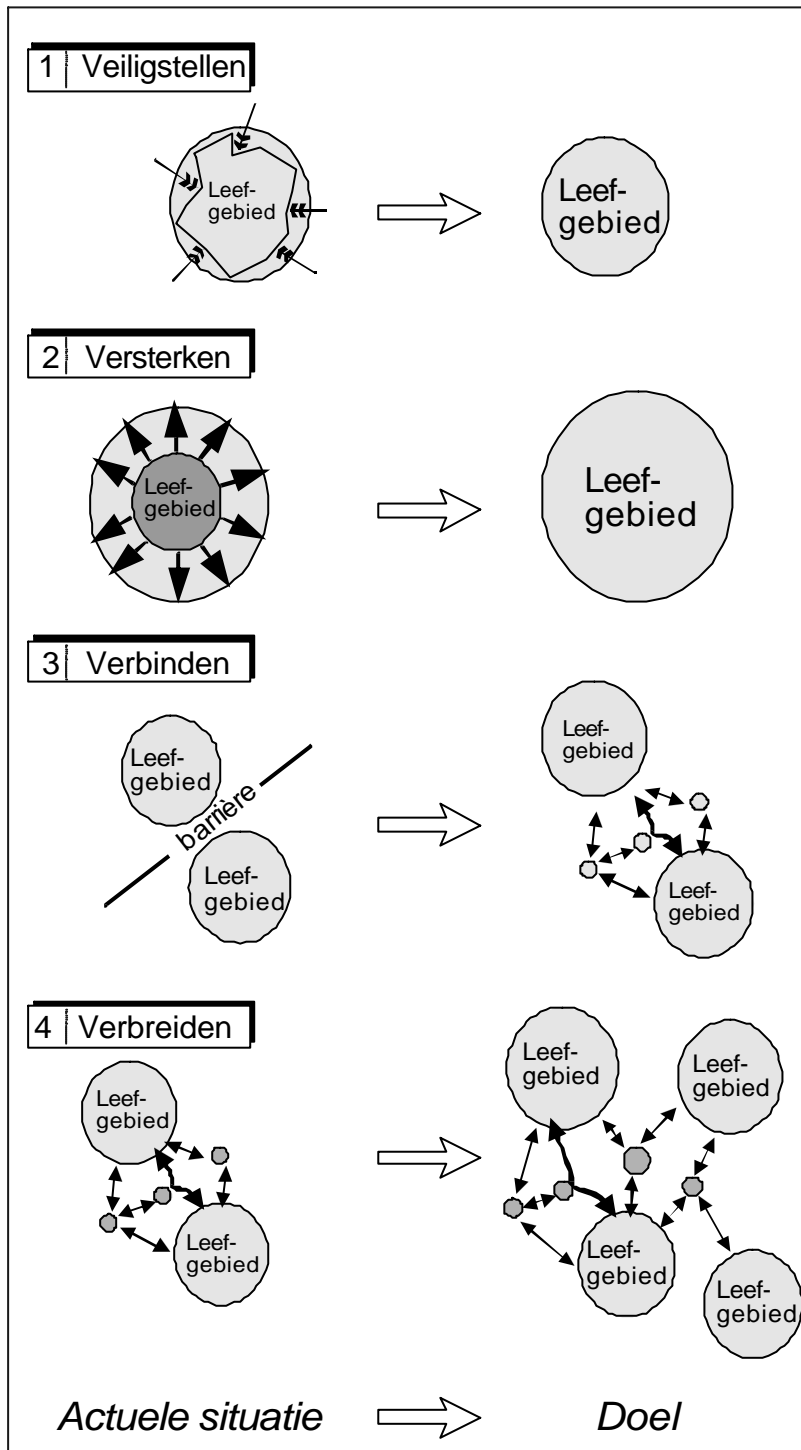 1 Veiligstellen
Leef-
gebied
Leef-
gebied
2 Versterken
Leef-
gebied
Leef-
gebied
3 Verbinden
Leef-
gebied
barrière
Leef-
gebied
Leef-
gebied
Leef-
gebied
4 Verbreiden
Leef-
gebied
Leef-
gebied
Leef-
gebied
Leef-
gebied
Leef-
gebied
Leef-
gebied
Actuele situatie
Doel